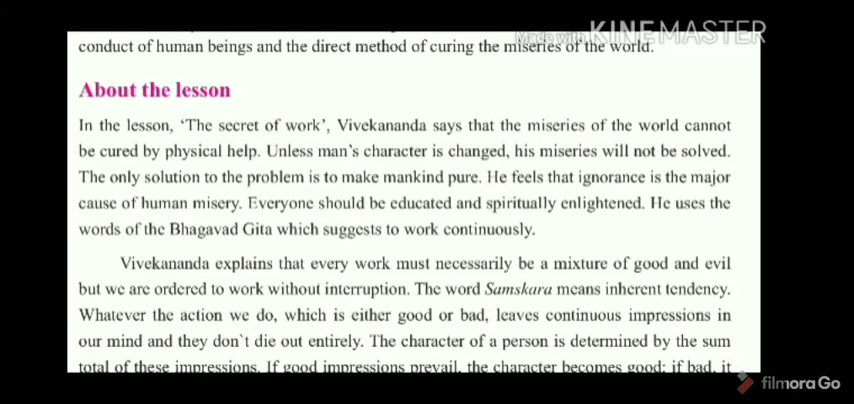 Made with KINEMASTER
conduct of human beings and the direct method of curing the miseries of the world.
About the lesson
In the lesson, ‘The secret of work’, Vivekananda says that the miseries of the world cannot
be cured by physical help. Unless man’s character is changed, his miseries will not be solved.
The only solution to the problem is to make mankind pure. He feels that ignorance is the major
cause of human misery. Everyone should be educated and spiritually enlightened. He uses the
words of the Bhagavad Gita which suggests to work continuously.
Vivekananda explains that every work must necessarily be a mixture of good and evil
but we are ordered to work without interruption. The word Samskara means inherent tendency.
Whatever the action we do, which is either good or bad, leaves continuous impressions in
our mind and they don`t die out entirely. The character of a person is determined by the sum
total of these impressions. If good impressions prevail, the character becomes good; if bad, it
filmora Go